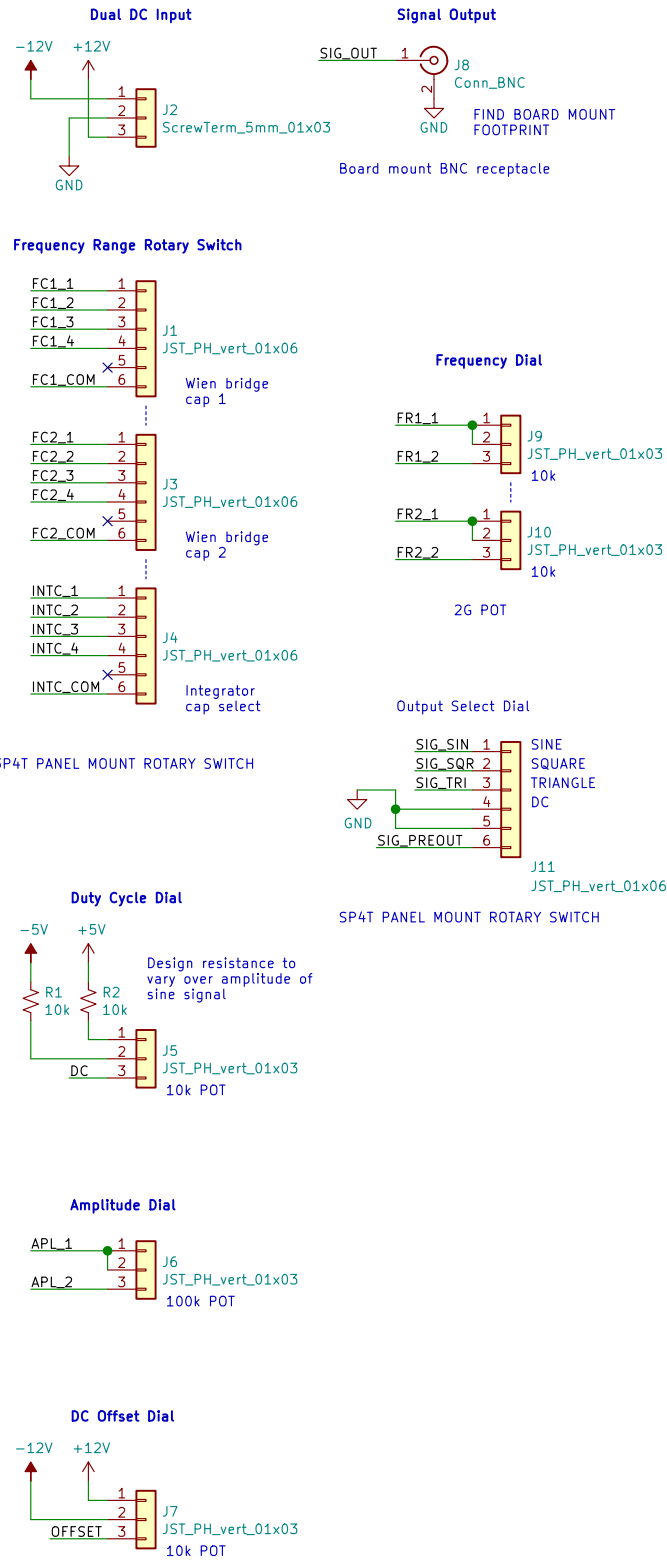 Dual DC Input
-12V
+12V
1
2
3
J2
ScrewTerm_5mm_01x03
GND
Signal Output
SIG_OUT
1
2
J8
Conn_BNC
GND
FIND BOARD MOUNT
FOOTPRINT
Board mount BNC receptacle
Frequency Range Rotary Switch
FC1_1
FC1_2
FC1_3
FC1_4
FC1_COM
1
2
3
4
5
6
J1
JST_PH_vert_01x06
Wien bridge
cap 1
FC2_1
FC2_2
FC2_3
FC2_4
FC2_COM
1
2
3
4
5
6
J3
JST_PH_vert_01x06
Wien bridge
cap 2
INTC_1
INTC_2
INTC_3
INTC_4
INTC_COM
1
2
3
4
5
6
J4
JST_PH_vert_01x06
Integrator
cap select
SP4T PANEL MOUNT ROTARY SWITCH
Frequency Dial
FR1_1
FR1_2
1
2
3
J9
JST_PH_vert_01x03
10k
FR2_1
FR2_2
1
2
3
J10
JST_PH_vert_01x03
10k
2G POT
Output Select Dial
SIG_SIN
SIG_SQR
SIG_TRI
GND
SIG_PREOUT
1
2
3
4
5
6
SINE
SQUARE
TRIANGLE
DC
J11
JST_PH_vert_01x06
SP4T PANEL MOUNT ROTARY SWITCH
Duty Cycle Dial
-5V
+5V
Design resistance to
vary over amplitude of
sine signal
R1
10k
R2
10k
1
2
3
DC
J5
JST_PH_vert_01x03
10k POT
Amplitude Dial
APL_1
APL_2
1
2
3
J6
JST_PH_vert_01x03
100k POT
DC Offset Dial
-12V
+12V
1
2
3
OFFSET
J7
JST_PH_vert_01x03
10k POT